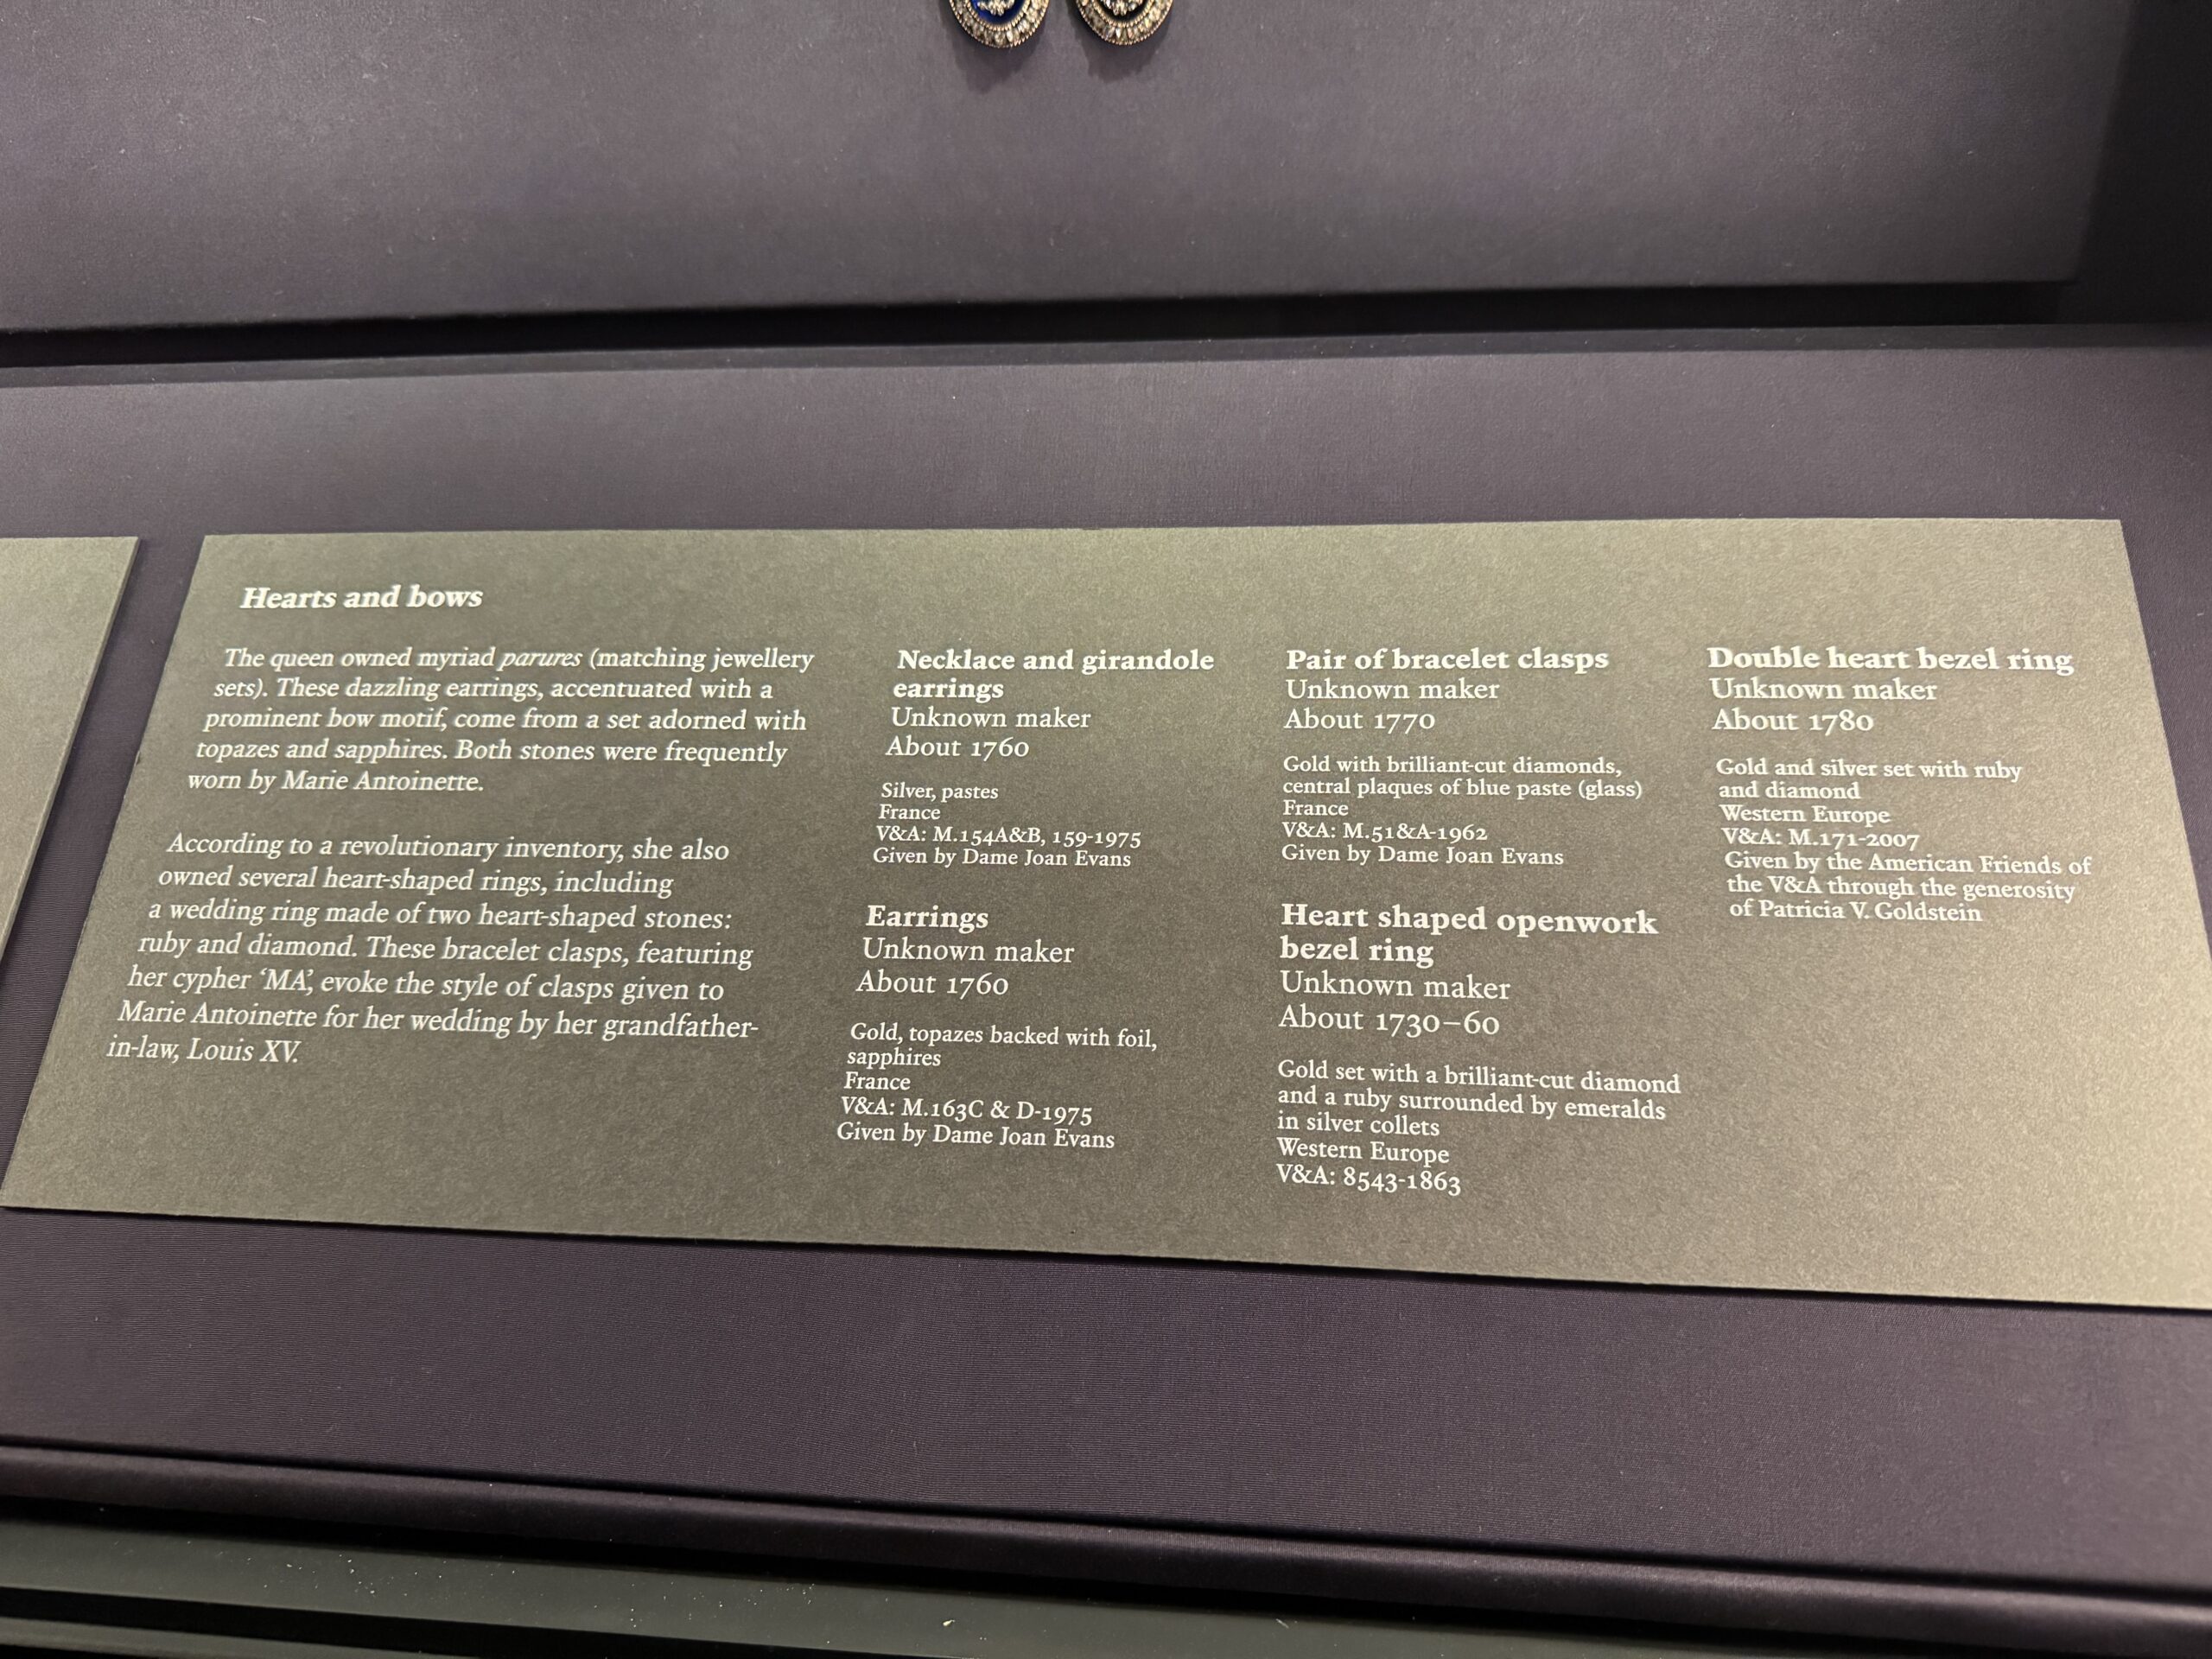 Hearts and bows
The queen owned myriad parures (matching jewellery
sets). These dazzling earrings, accentuated with a
prominent bow motif, come from a set adorned with
topazes and sapphires. Both stones were frequently
worn by Marie Antoinette.
According to a revolutionary inventory, she also
owned several heart-shaped rings, including
a wedding ring made of two heart-shaped stones:
ruby and diamond. These bracelet clasps, featuring
her cypher ‘MA’, evoke the style of clasps given to
Marie Antoinette for her wedding by her grandfather-
in-law, Louis XV.
Necklace and girandole
earrings
Unknown maker
About 1760
Silver, pastes
France
V&A: M.154A&B, 159-1975
Given by Dame Joan Evans
Earrings
Unknown maker
About 1760
Gold, topazes backed with foil,
sapphires
France
V&A: M.163C & D-1975
Given by Dame Joan Evans
Pair of bracelet clasps
Unknown maker
About 1770
Gold with brilliant-cut diamonds,
central plaques of blue paste (glass)
France
V&A: M.51&A-1962
Given by Dame Joan Evans
Heart shaped openwork
bezel ring
Unknown maker
About 1730–60
Gold set with a brilliant-cut diamond
and a ruby surrounded by emeralds
in silver collets
Western Europe
V&A: 8543-1863
Double heart bezel ring
Unknown maker
About 1780
Gold and silver set with ruby
and diamond
Western Europe
V&A: M.171-2007
Given by the American Friends of
the V&A through the generosity
of Patricia V. Goldstein